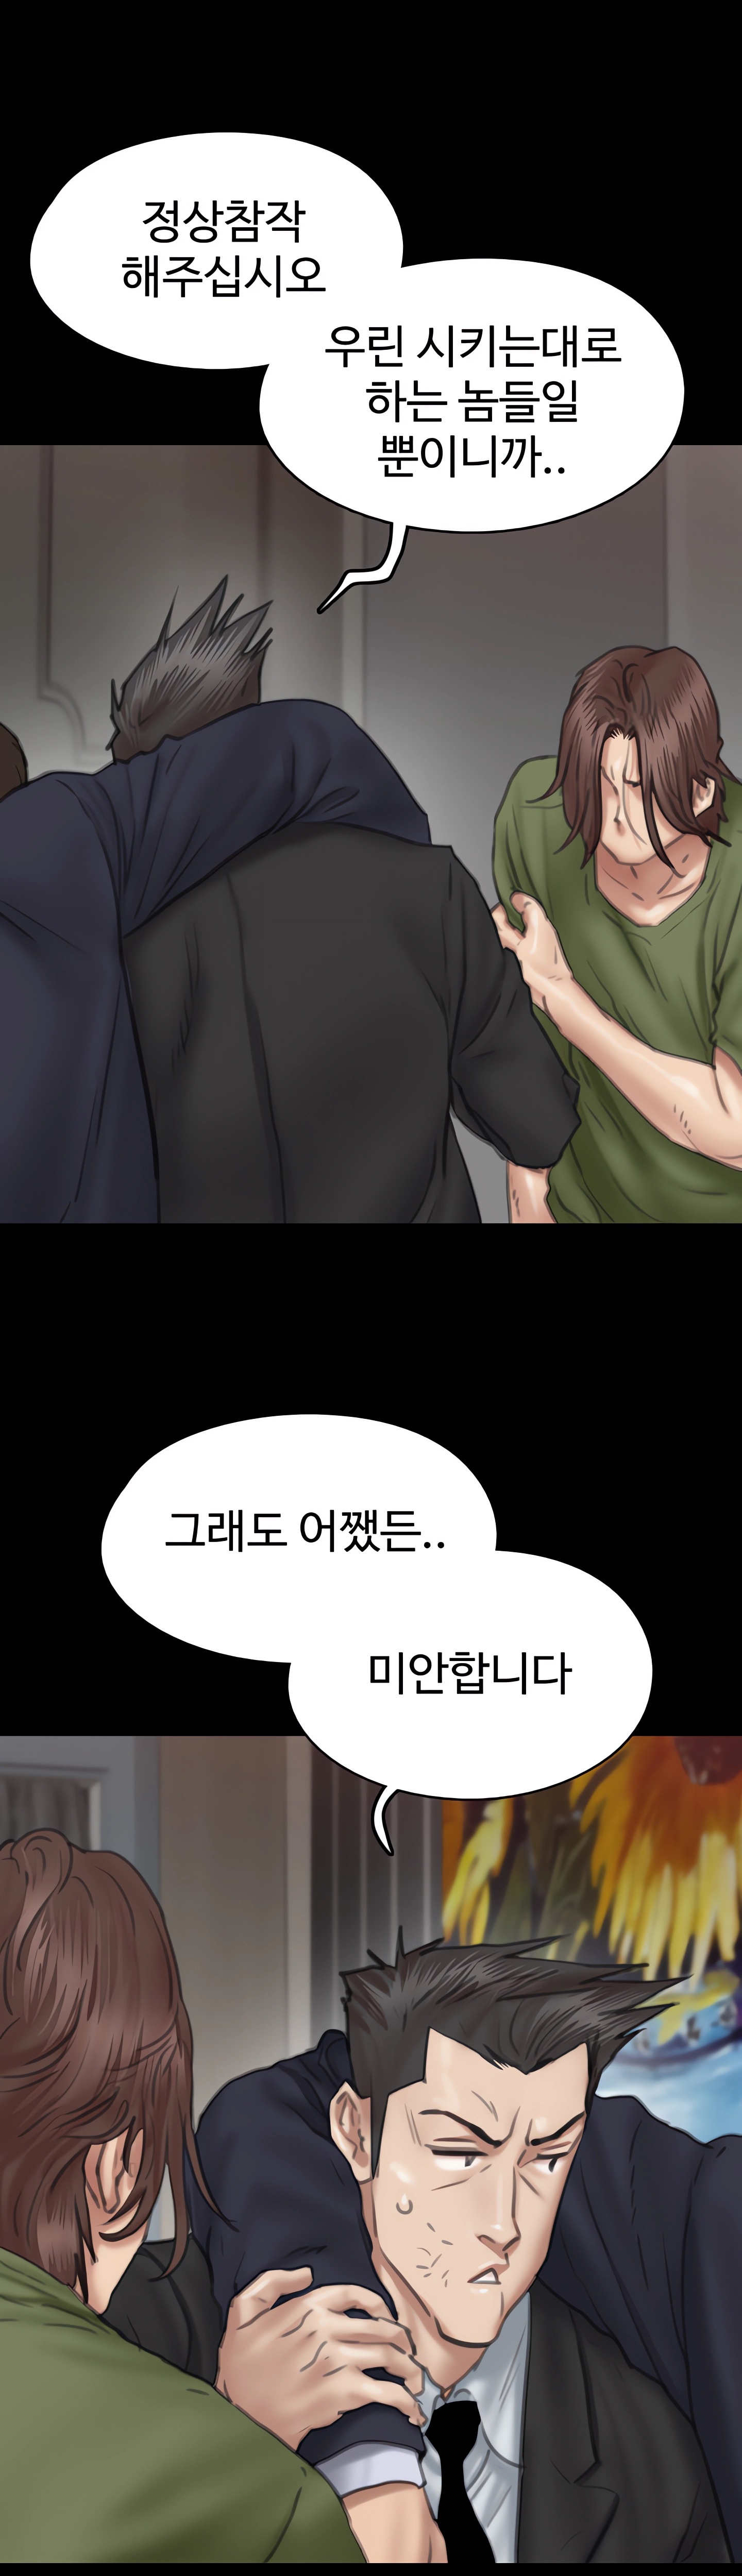 정상참작
해주십시오
우린 시키는대로
하는 놈들일
뿐이니까..
그래도 어쨌든..
미안합니다